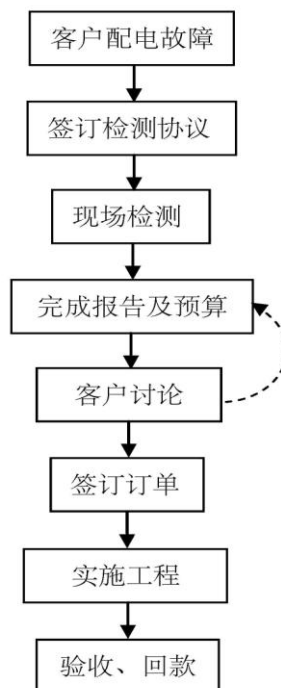 客户配电故障
签订检测协议
现场检测
完成报告及预算
客户讨论
签订订单
实施工程
验收、回款